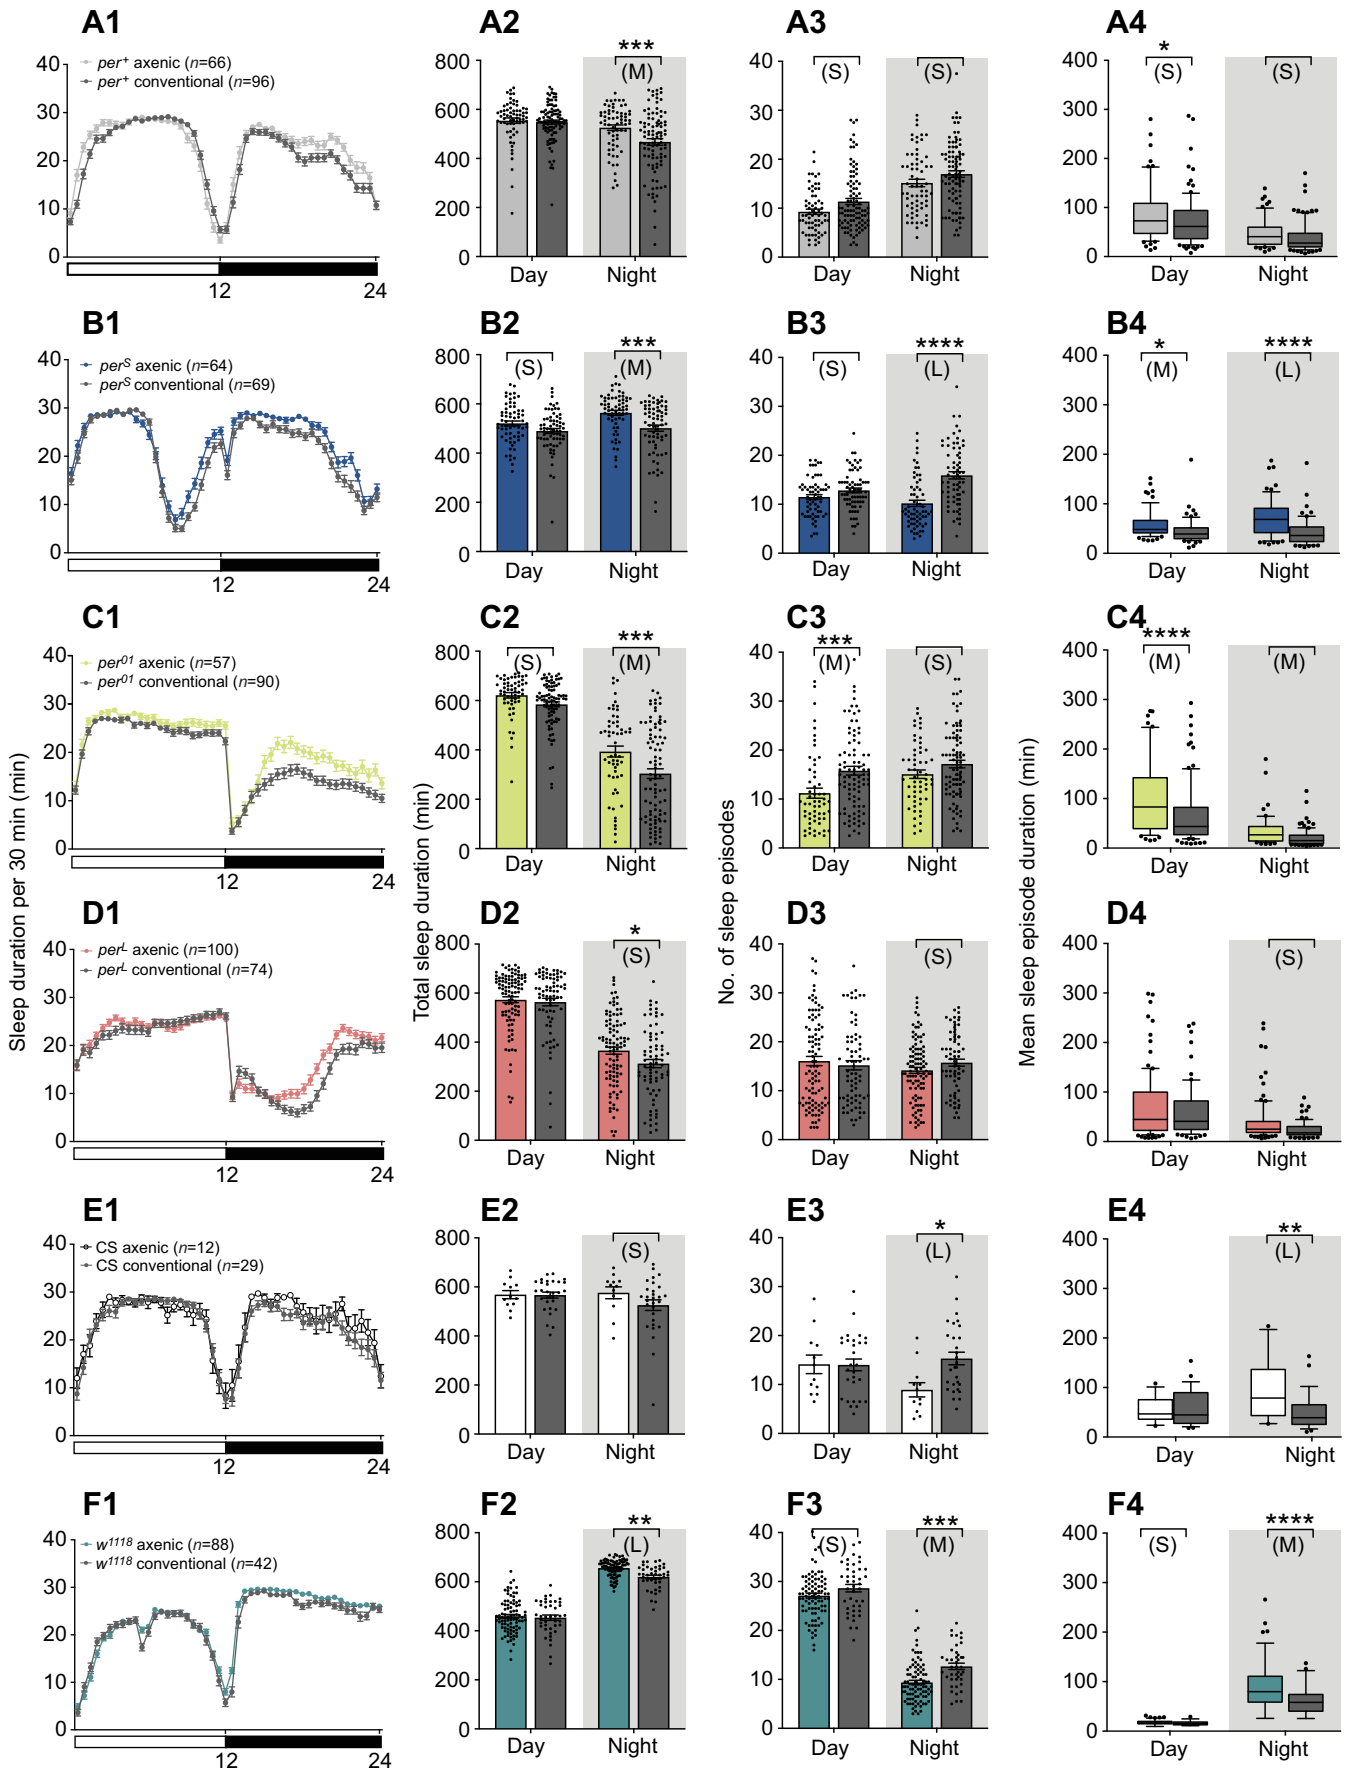 A1
A2
A3
A4
per+ axenic (n=66)
per+ conventional (n=96)
40
30
20
10
0
12
24
800
600
400
200
0
***
(M)
Day
Night
40
30
20
10
0
(S)
(S)
Day
Night
400
300
200
100
0
*
(S)
(S)
Day
Night
B1
B2
B3
B4
perS axenic (n=64)
perS conventional (n=69)
40
30
20
10
0
12
24
800
600
400
200
0
(S)
***
(M)
Day
Night
40
30
20
10
0
(S)
****
(L)
Day
Night
400
300
200
100
0
*
(M)
****
(L)
Day
Night
C1
C2
C3
C4
per01 axenic (n=57)
per01 conventional (n=90)
40
30
20
10
0
12
24
800
600
400
200
0
(S)
***
(M)
Day
Night
40
30
20
10
0
***
(M)
(S)
Day
Night
400
300
200
100
0
****
(M)
(M)
Day
Night
Sleep duration per 30 min (min)
Total sleep duration (min)
No. of sleep episodes
Mean sleep episode duration (min)
D1
D2
D3
D4
perL axenic (n=100)
perL conventional (n=74)
40
30
20
10
0
12
24
800
600
400
200
0
*
(S)
Day
Night
40
30
20
10
0
(S)
Day
Night
400
300
200
100
0
(S)
Day
Night
E1
E2
E3
E4
CS axenic (n=12)
CS conventional (n=29)
40
30
20
10
0
12
24
800
600
400
200
0
(S)
Day
Night
40
30
20
10
0
*
(L)
Day
Night
400
300
200
100
0
**
(L)
Day
Night
F1
F2
F3
F4
w1118 axenic (n=88)
w1118 conventional (n=42)
40
30
20
10
0
12
24
800
600
400
200
0
**
(L)
Day
Night
40
30
20
10
0
(S)
***
(M)
Day
Night
400
300
200
100
0
(S)
****
(M)
Day
Night